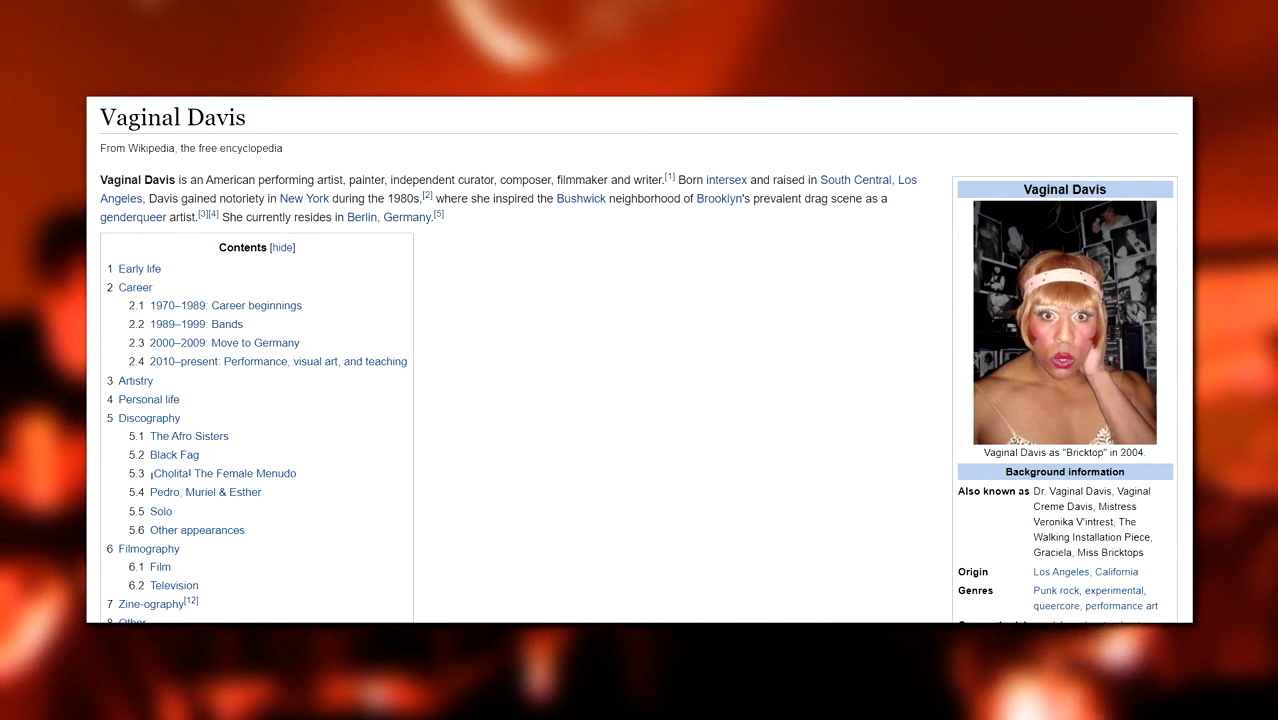 Vaginal Davis
From Wikipedia, the free encyclopedia
Vaginal Davis is an American performing artist, painter, independent curator, composer, filmmaker and writer.[1] Born intersex and raised in South Central, Los
Angeles, Davis gained notoriety in New York during the 1980s,[2] where she inspired the Bushwick neighborhood of Brooklyn's prevalent drag scene as a
genderqueer artist.[3][4] She currently resides in Berlin, Germany.[5]
Contents [hide]
1 Early life
2 Career
2.1 1970–1989: Career beginnings
2.2 1989–1999: Bands
2.3 2000–2009: Move to Germany
2.4 2010–present: Performance, visual art, and teaching
3 Artistry
4 Personal life
5 Discography
5.1 The Afro Sisters
5.2 Black Fag
5.3 ¡Cholita! The Female Menudo
5.4 Pedro, Muriel & Esther
5.5 Solo
5.6 Other appearances
6 Filmography
6.1 Film
6.2 Television
7 Zine-ography[12]
8 Other
Vaginal Davis
Vaginal Davis as "Bricktop" in 2004.
Background information
Also known as Dr. Vaginal Davis, Vaginal
Creme Davis, Mistress
Veronika V'intrest, The
Walking Installation Piece,
Graciela, Miss Bricktops
Origin Los Angeles, California
Genres Punk rock, experimental,
queercore, performance art